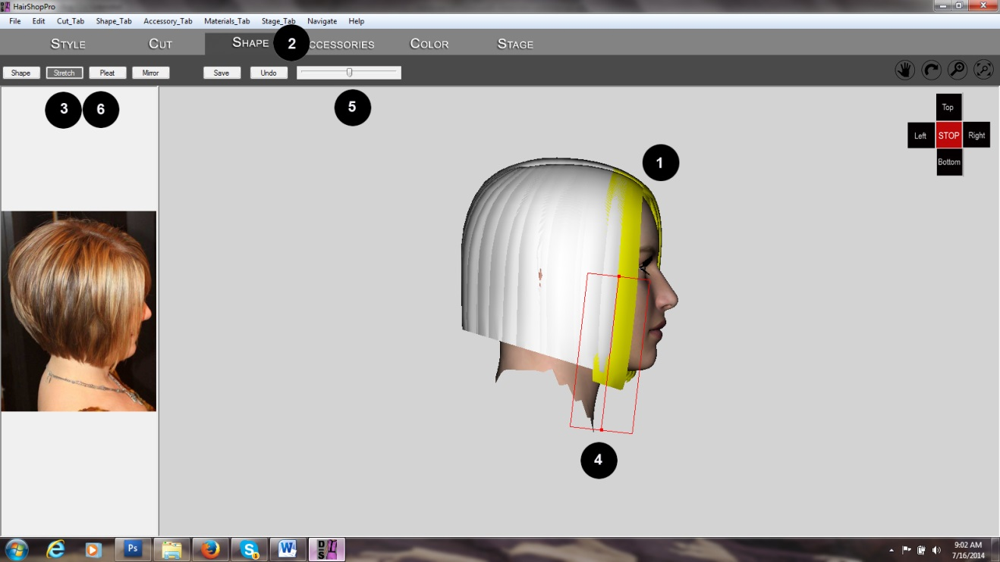 HairShopPro
File Edit Cut_Tab Shape_Tab Accessory_Tab Materials_Tab Stage_Tab Navigate Help
STYLE CUT SHAPE 2 CCESSORIES COLOR STAGE
Shape Stretch Pleat Mirror Save Undo
3 6 5
Top
Left STOP Right
Bottom
1
4
Ps S W D S
9:02 AM
7/16/2014